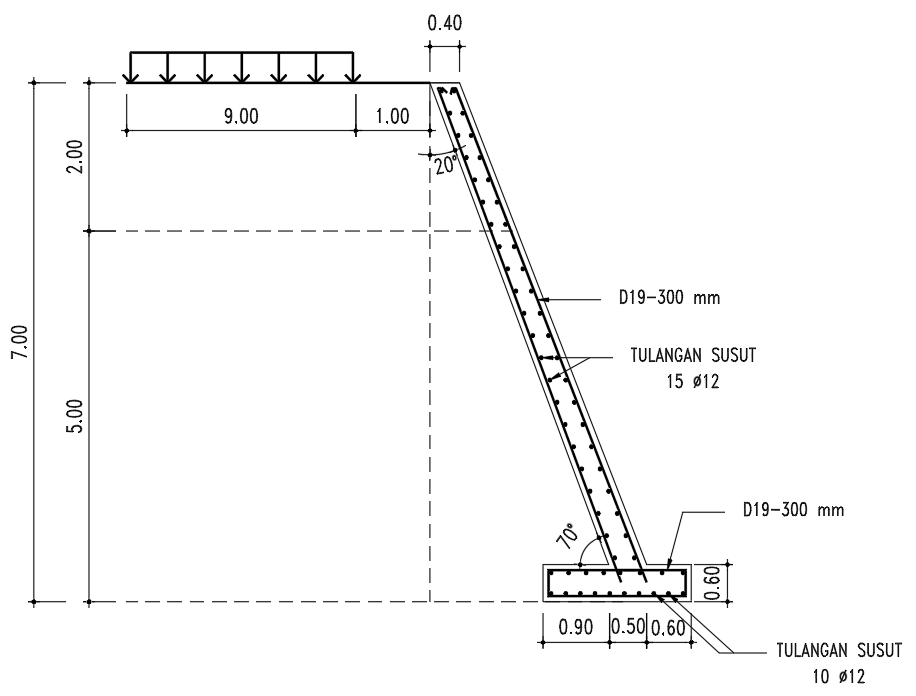 0.40
9.00
1.00
2.00
20°
7.00
D19-300 mm
TULANGAN SUSUT
15 ø12
5.00
D19-300 mm
70°
0.60
0.90
0.50
0.60
TULANGAN SUSUT
10 ø12